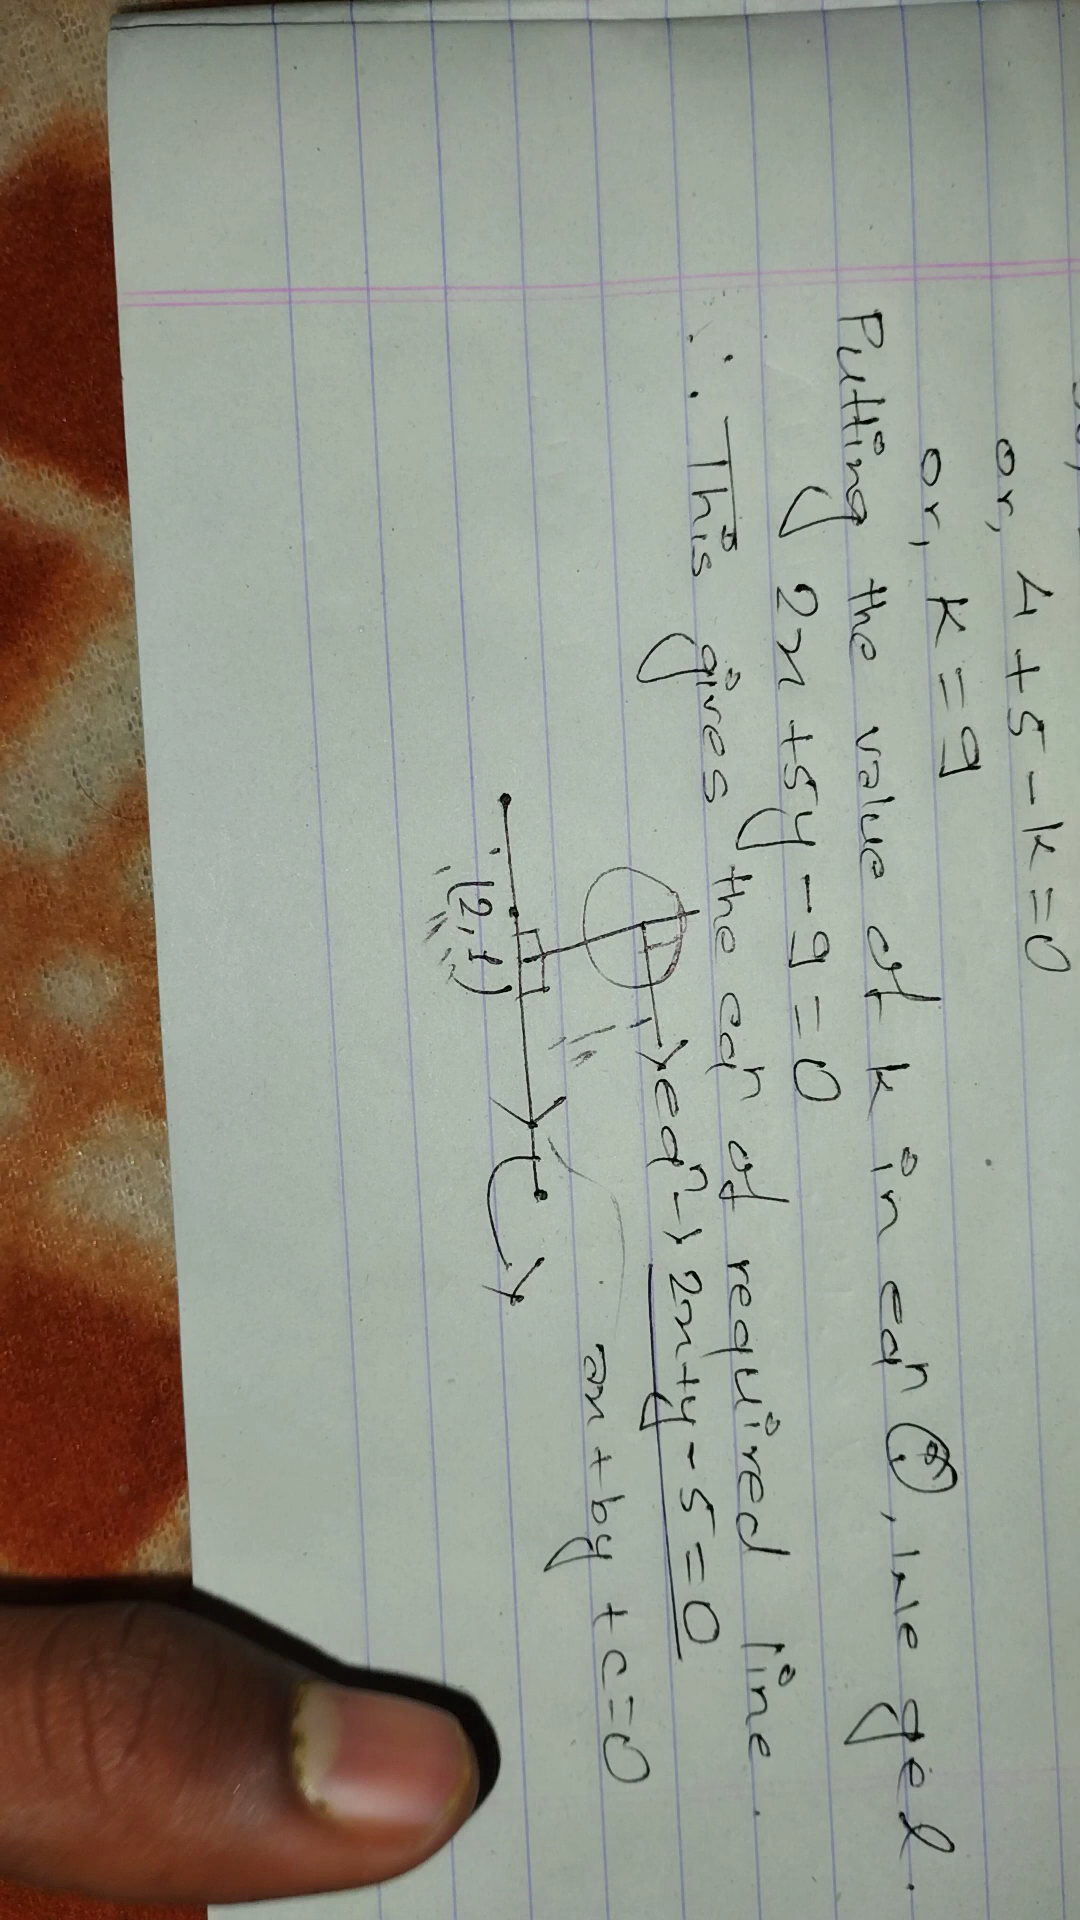 or, 4 + 5 - k = 0
or, k = 9
Putting the value of k in eqn , we get.
y 2x + 5y - 9 = 0
∴ This gives the eqn of required line.
→ eqn → 2x + y - 5 = 0
(2, 1)
ax + by + c = 0